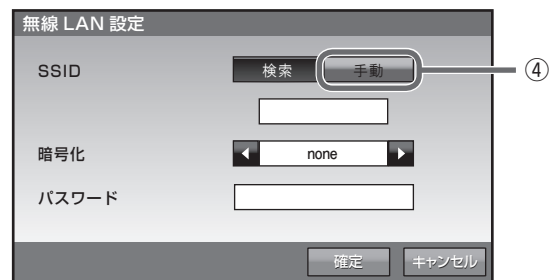 無線 LAN 設定
SSID 検索 手動 ④
暗号化 none
パスワード
確定 キャンセル